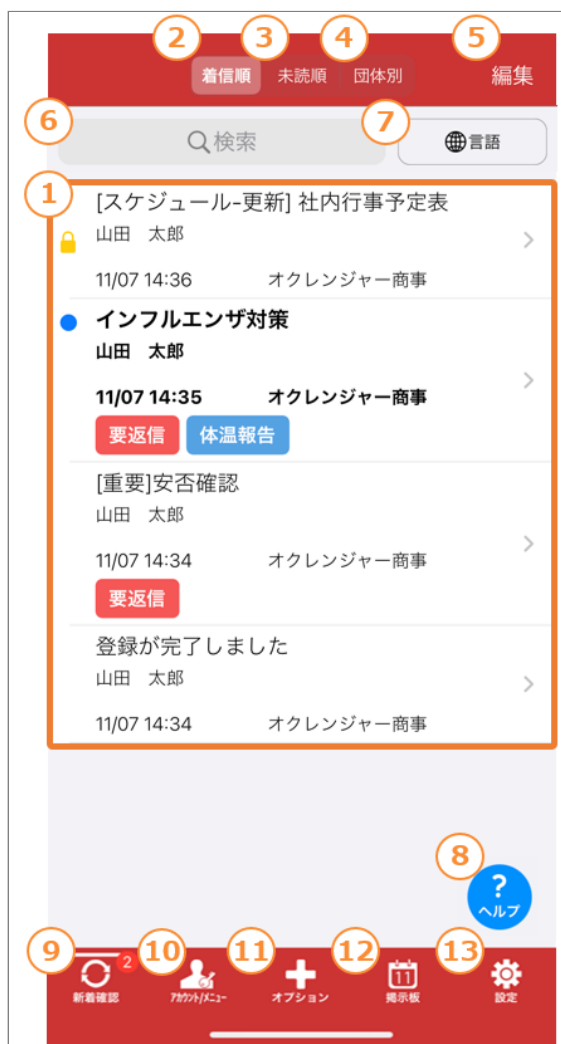 2 3 4 5
着信順 未読順 団体別 編集
6 7
検索 言語
1
[スケジュール-更新] 社内行事予定表
山田 太郎
11/07 14:36 オクレンジャー商事
インフルエンザ対策
山田 太郎
11/07 14:35 オクレンジャー商事
要返信 体温報告
[重要]安否確認
山田 太郎
11/07 14:34 オクレンジャー商事
要返信
登録が完了しました
山田 太郎
11/07 14:34 オクレンジャー商事
8
?
ヘルプ
9 10 11 12 13
2 11
新着確認 アカウント/メニュー オプション 掲示板 設定